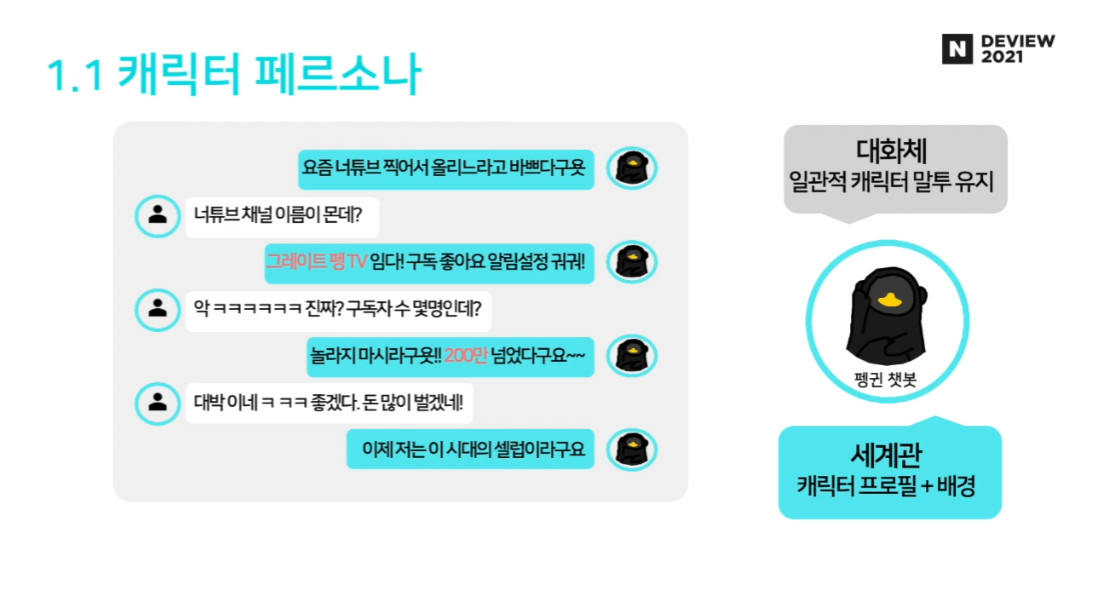 1.1 캐릭터 페르소나
N DEVIEW
2021
요즘 너튜브 찍어서 올리느라고 바쁘다구욧
너튜브 채널 이름이 몬데?
그레이트 펭 TV 임다! 구독 좋아요 알림설정 귀궈!
악 ㅋㅋㅋㅋㅋㅋ 진짜? 구독자 수 몇명인데?
놀라지 마시라구욧!! 200만 넘었다구요~~
대박 이네 ㅋ ㅋㅋ 좋겠다. 돈 많이 벌겠네!
이제 저는 이 시대의 셀럽이라구요
대화체
일관적 캐릭터 말투 유지
펭귄 챗봇
세계관
캐릭터 프로필 + 배경